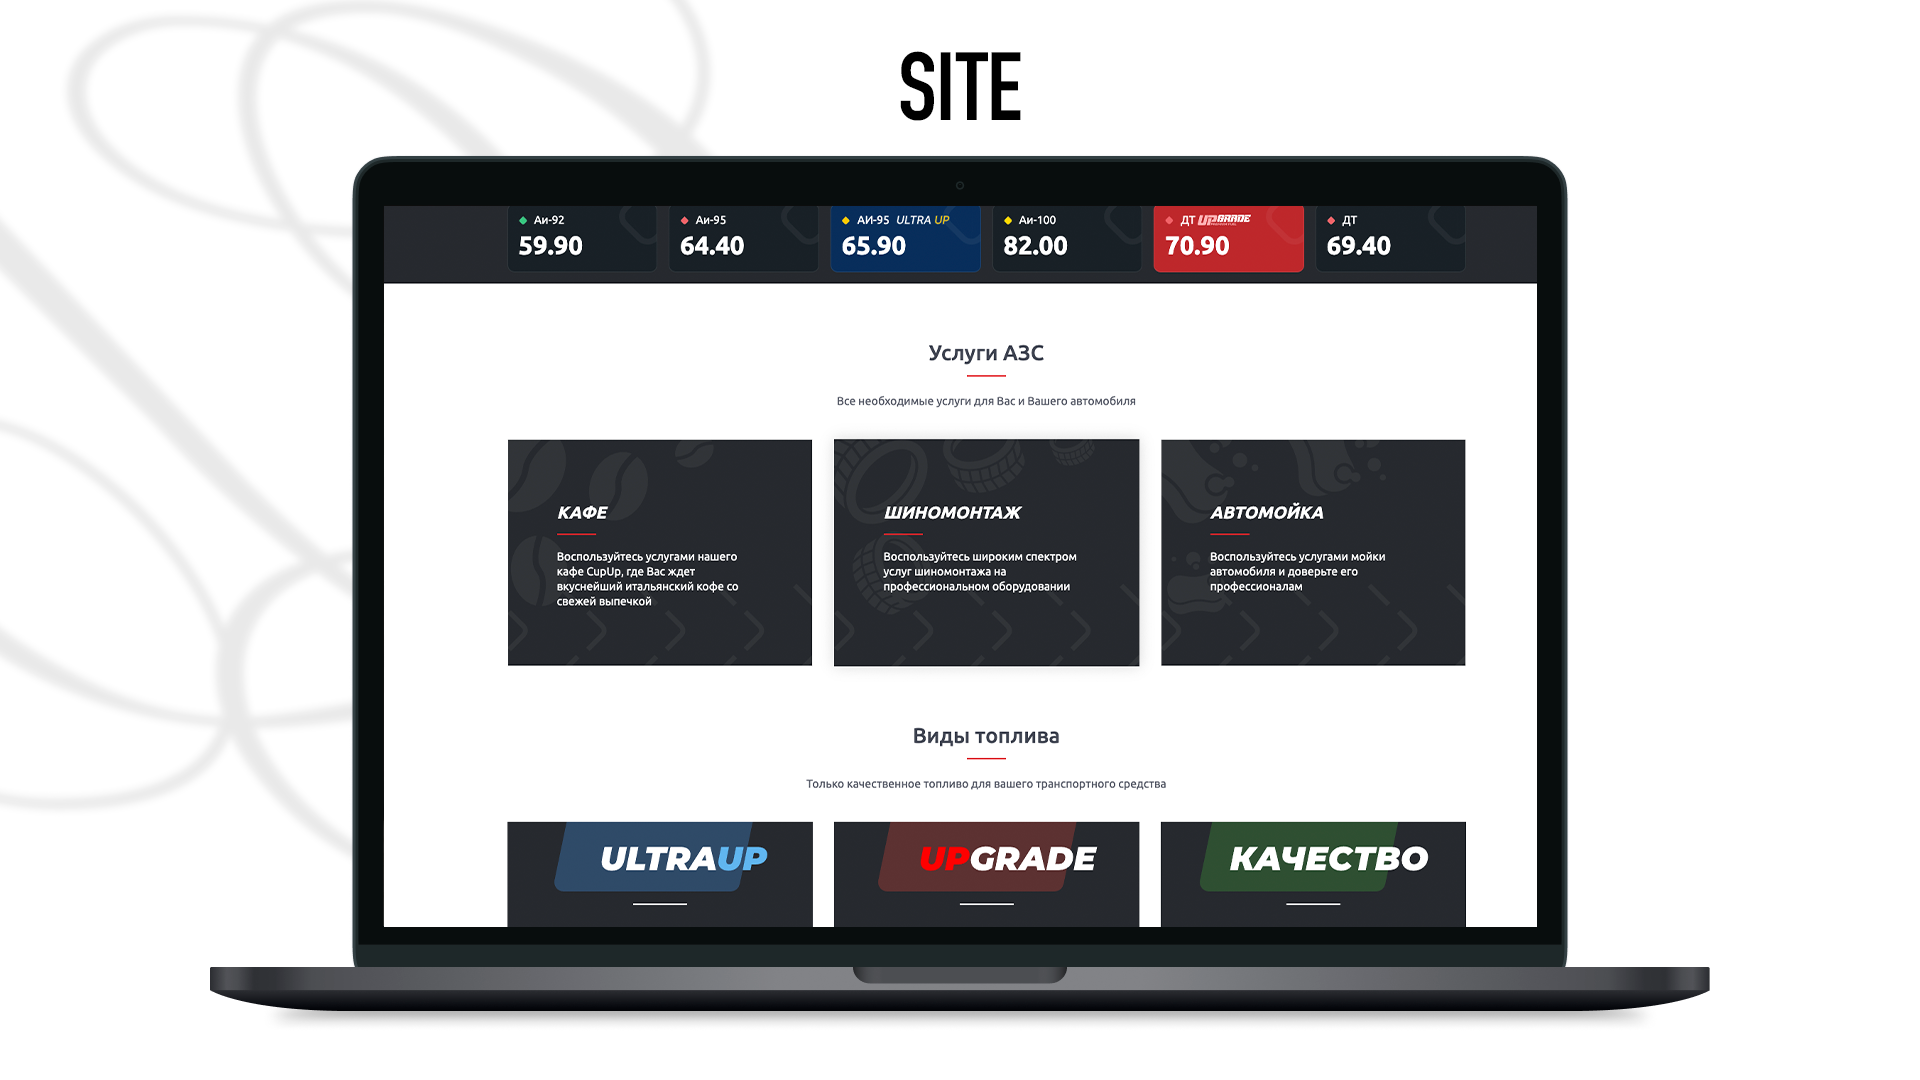 SITE
Аи-92
59.90
Аи-95
64.40
АИ-95 ULTRA UP
65.90
Аи-100
82.00
ДТ UPGRADE
70.90
ДТ
69.40
Услуги АЗС
Все необходимые услуги для Вас и Вашего автомобиля
КАФЕ
Воспользуйтесь услугами нашего
кафе CupUp, где Вас ждет
вкуснейший итальянский кофе со
свежей выпечкой
ШИНОМОНТАЖ
Воспользуйтесь широким спектром
услуг шиномонтажа на
профессиональном оборудовании
АВТОМОЙКА
Воспользуйтесь услугами мойки
автомобиля и доверьте его
профессионалам
Виды топлива
Только качественное топливо для вашего транспортного средства
ULTRAUP
UPGRADE
КАЧЕСТВО